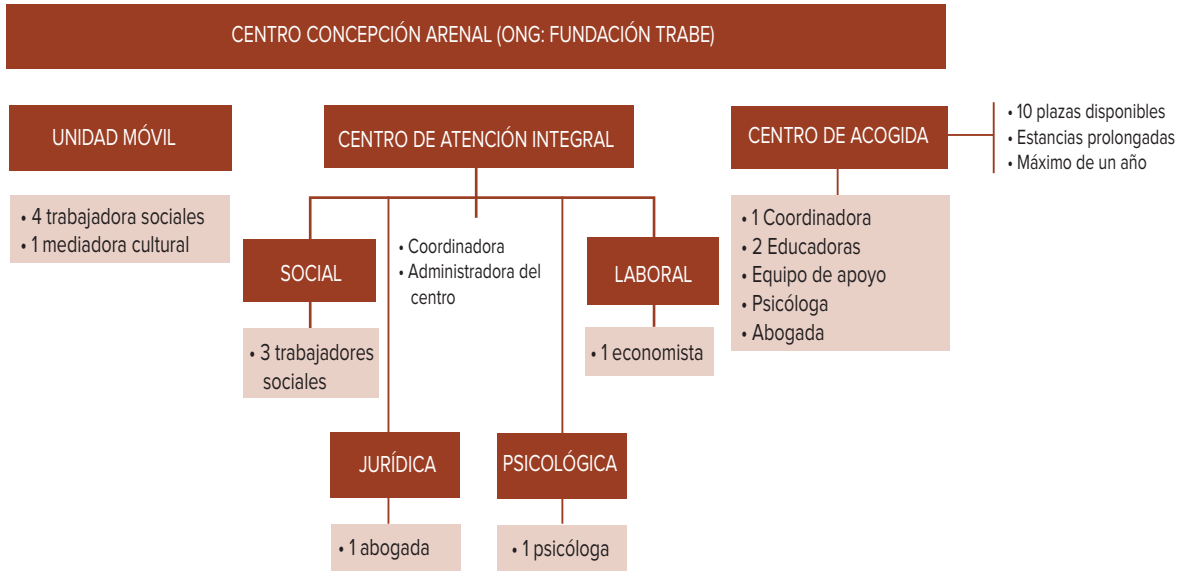 CENTRO CONCEPCIÓN ARENAL (ONG: FUNDACIÓN TRABE)
UNIDAD MÓVIL
• 4 trabajadora sociales
• 1 mediadora cultural
CENTRO DE ATENCIÓN INTEGRAL
• Coordinadora
• Administradora del
centro
SOCIAL
• 3 trabajadores
sociales
JURÍDICA
• 1 abogada
PSICOLÓGICA
• 1 psicóloga
LABORAL
• 1 economista
CENTRO DE ACOGIDA
• 10 plazas disponibles
• Estancias prolongadas
• Máximo de un año
• 1 Coordinadora
• 2 Educadoras
• Equipo de apoyo
• Psicóloga
• Abogada